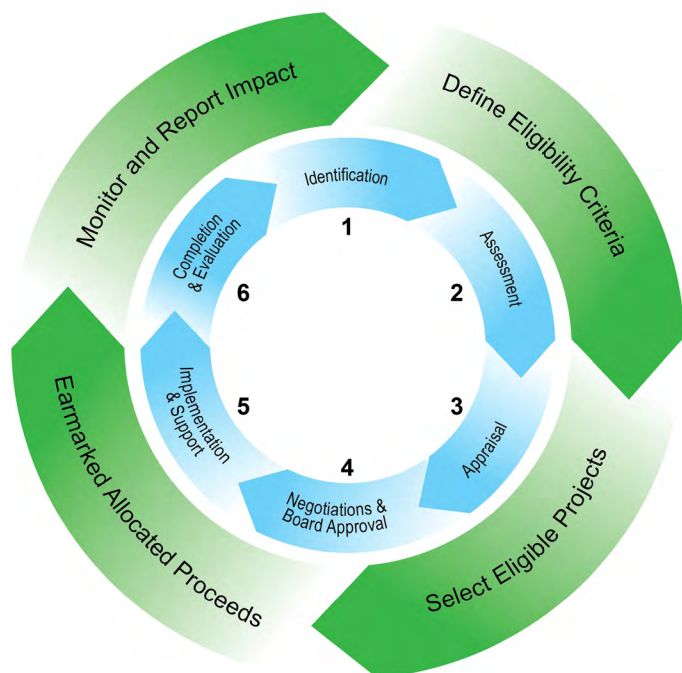 Monitor and Report Impact
Define Eligibility Criteria
Select Eligible Projects
Earmarked Allocated Proceeds
Identification
1
Assessment
2
Appraisal
3
Negotiations &
Board Approval
4
Implementation
& Support
5
Completion
& Evaluation
6